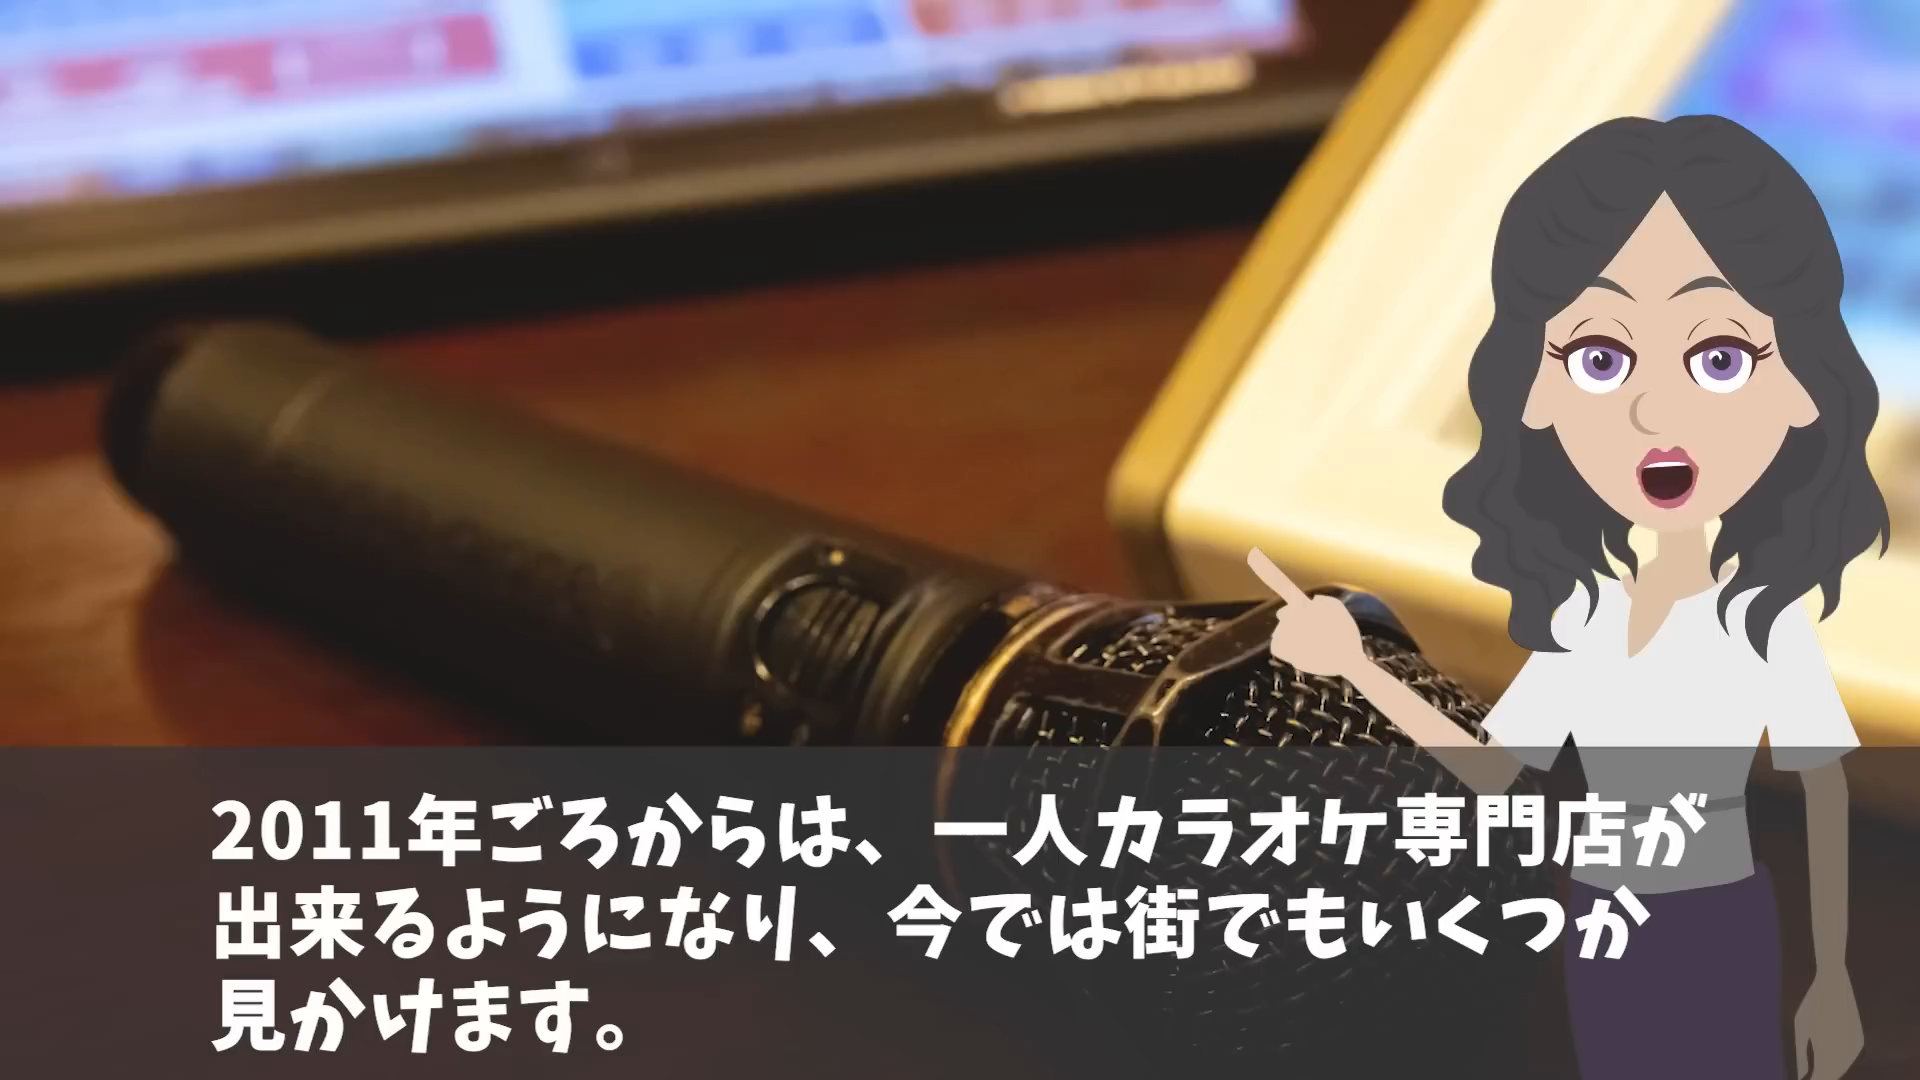 2011年ごろからは、一人カラオケ専門店が
出来るようになり、今では街でもいくつか
見かけます。